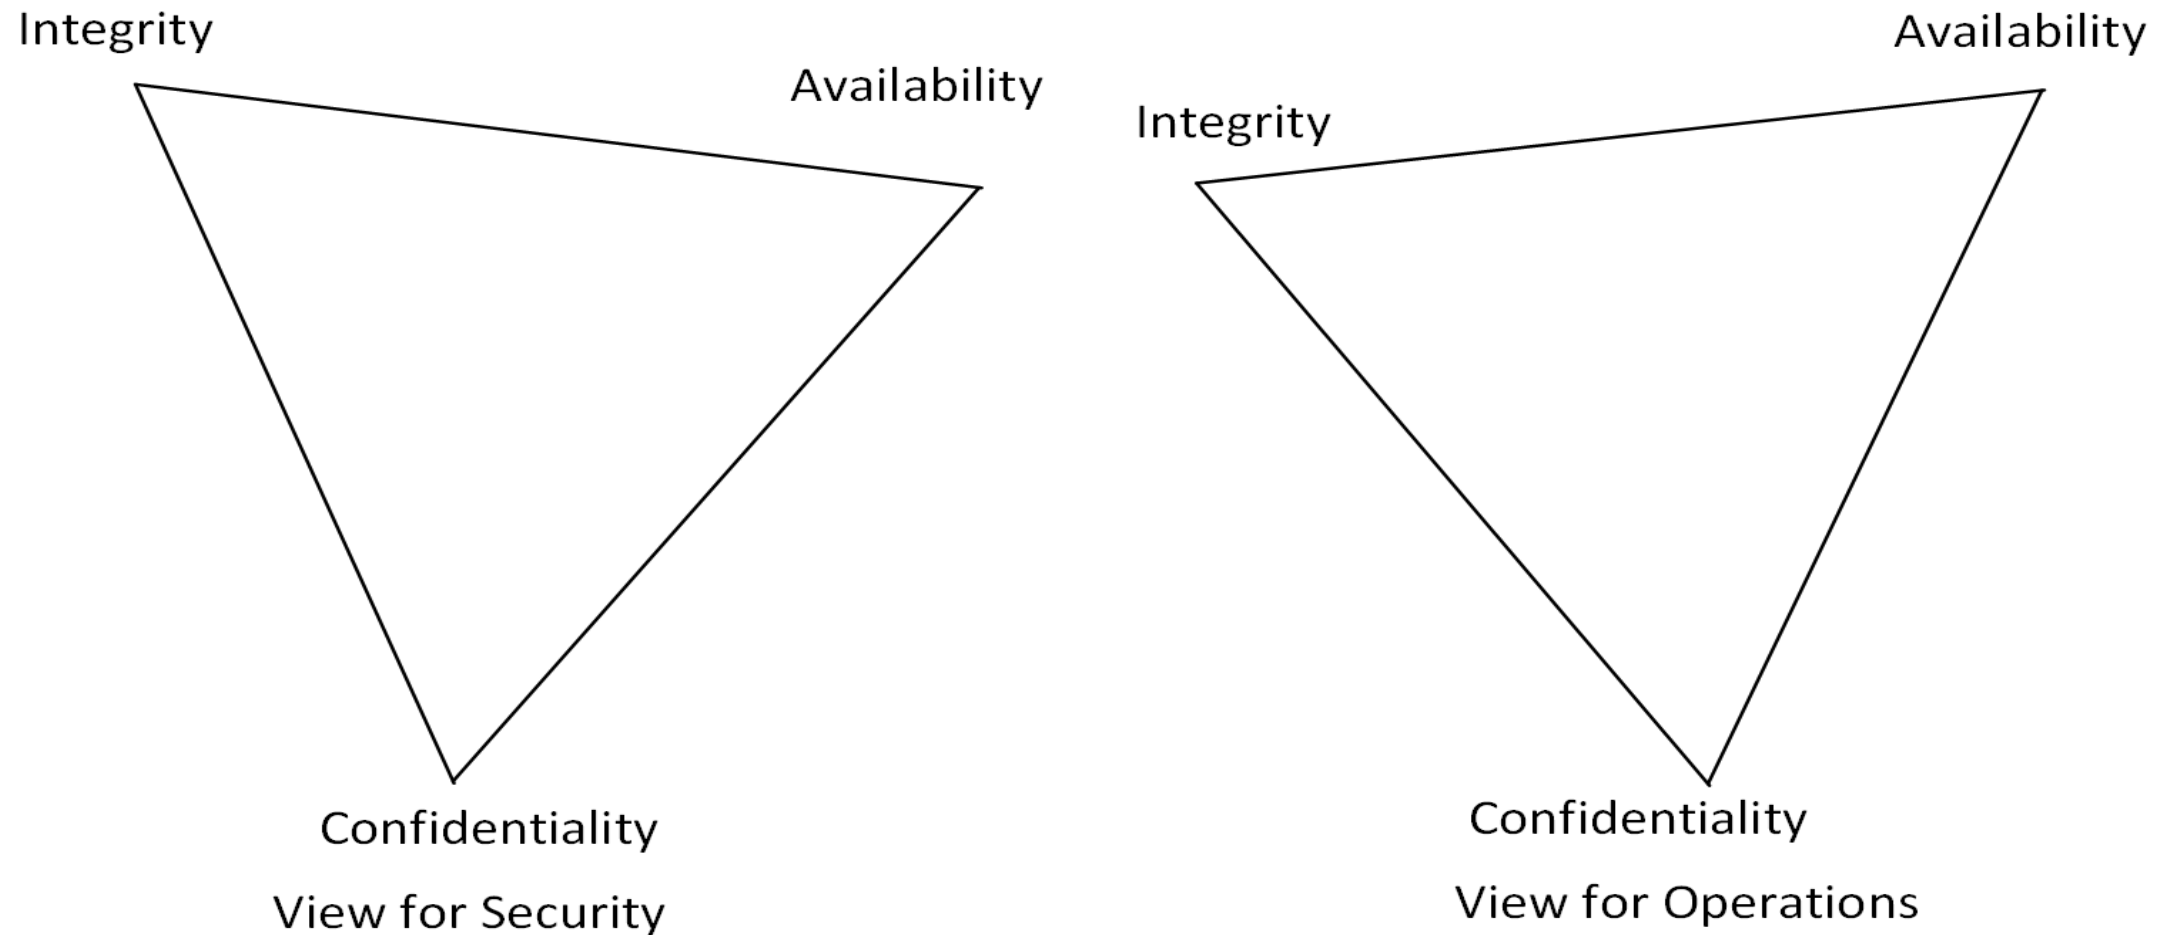 Integrity
Availability
Confidentiality
View for Security
Availability
Integrity
Confidentiality
View for Operations